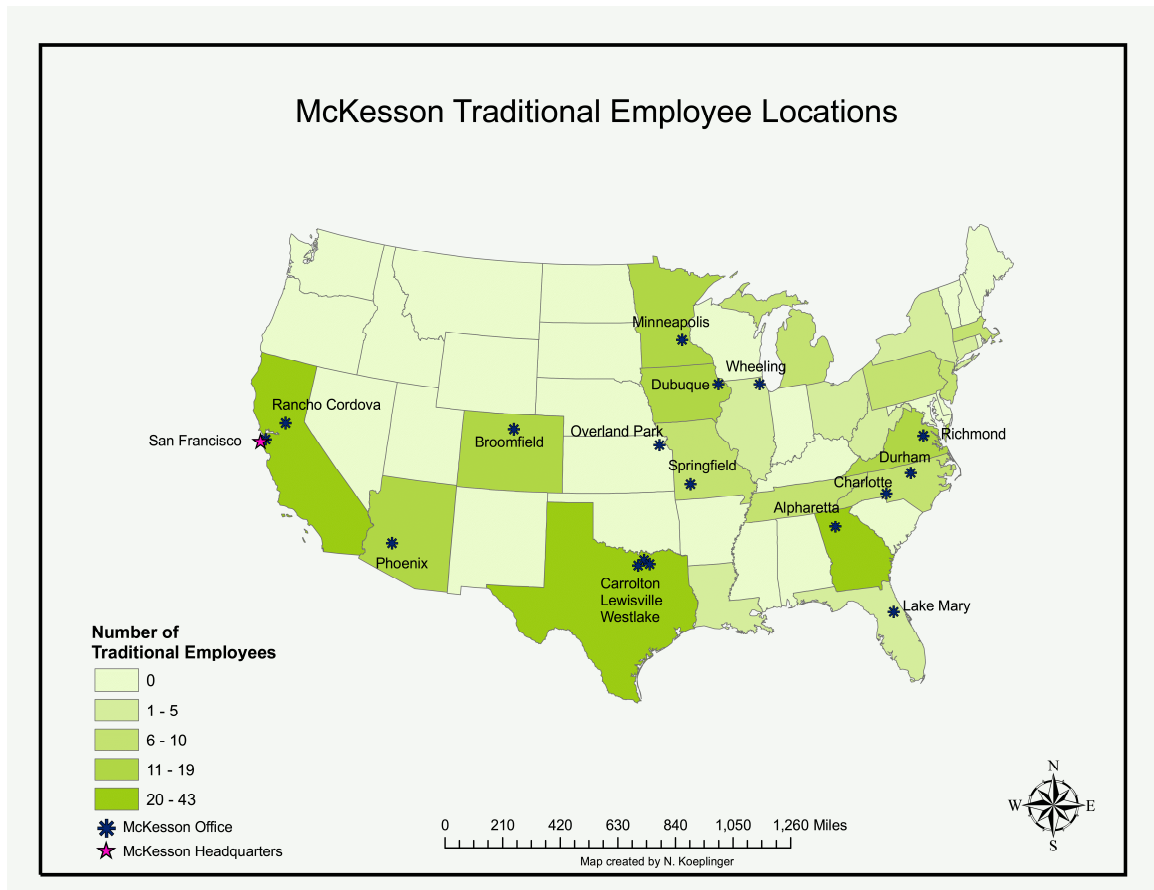 McKesson Traditional Employee Locations
Minneapolis
Wheeling
Dubuque
Rancho Cordova
San Francisco
Broomfield
Overland Park
Richmond
Durham
Springfield
Charlotte
Alpharetta
Phoenix
Carrolton
Lewisville
Westlake
Lake Mary
Number of
Traditional Employees
0
1 - 5
6 - 10
11 - 19
20 - 43
McKesson Office
McKesson Headquarters
0 210 420 630 840 1,050 1,260 Miles
Map created by N. Koeplinger
N
W E
S